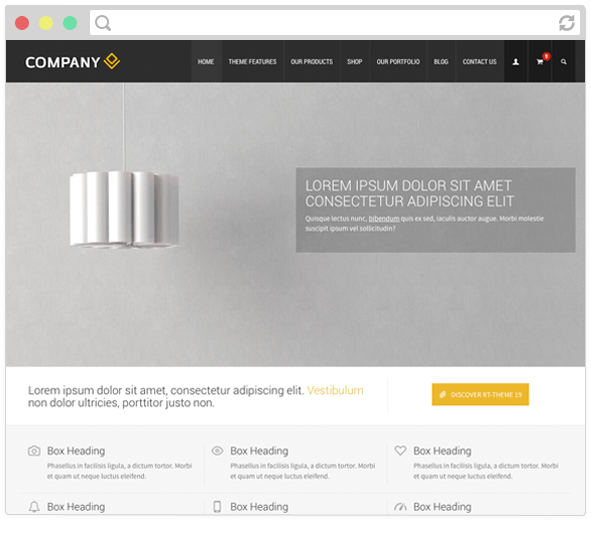 COMPANY
HOME THEME FEATURES OUR PRODUCTS SHOP OUR PORTFOLIO BLOG CONTACT US
LOREM IPSUM DOLOR SIT AMET
CONSECTETUR ADIPISCING ELIT
Quisque lectus nunc, bibendum quis ex sed, iaculis auctor augue. Morbi molestie
suscipit ipsum vel sollicitudin?
Lorem ipsum dolor sit amet, consectetur adipiscing elit. Vestibulum
non dolor ultricies, porttitor justo non.
DISCOVER RT-THEME 19
Box Heading
Phasellus in facilisis ligula, a dictum tortor. Morbi
et quam ut neque luctus eleifend.
Box Heading
Phasellus in facilisis ligula, a dictum tortor. Morbi
et quam ut neque luctus eleifend.
Box Heading
Phasellus in facilisis ligula, a dictum tortor. Morbi
et quam ut neque luctus eleifend.
Box Heading
Box Heading
Box Heading